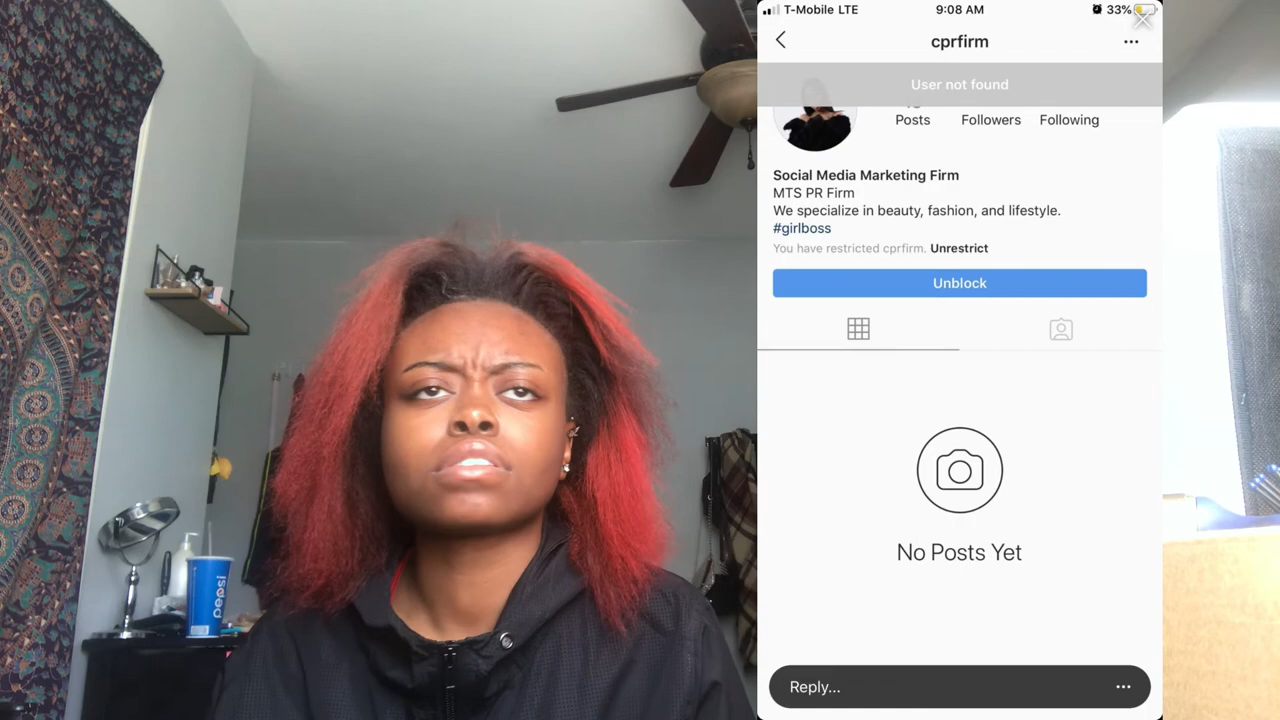 T-Mobile LTE 9:08 AM 33%
cprfirm
User not found
Posts Followers Following
Social Media Marketing Firm
MTS PR Firm
We specialize in beauty, fashion, and lifestyle.
#girlboss
You have restricted cprfirm. Unrestrict
Unblock
No Posts Yet
Reply...
pepsi